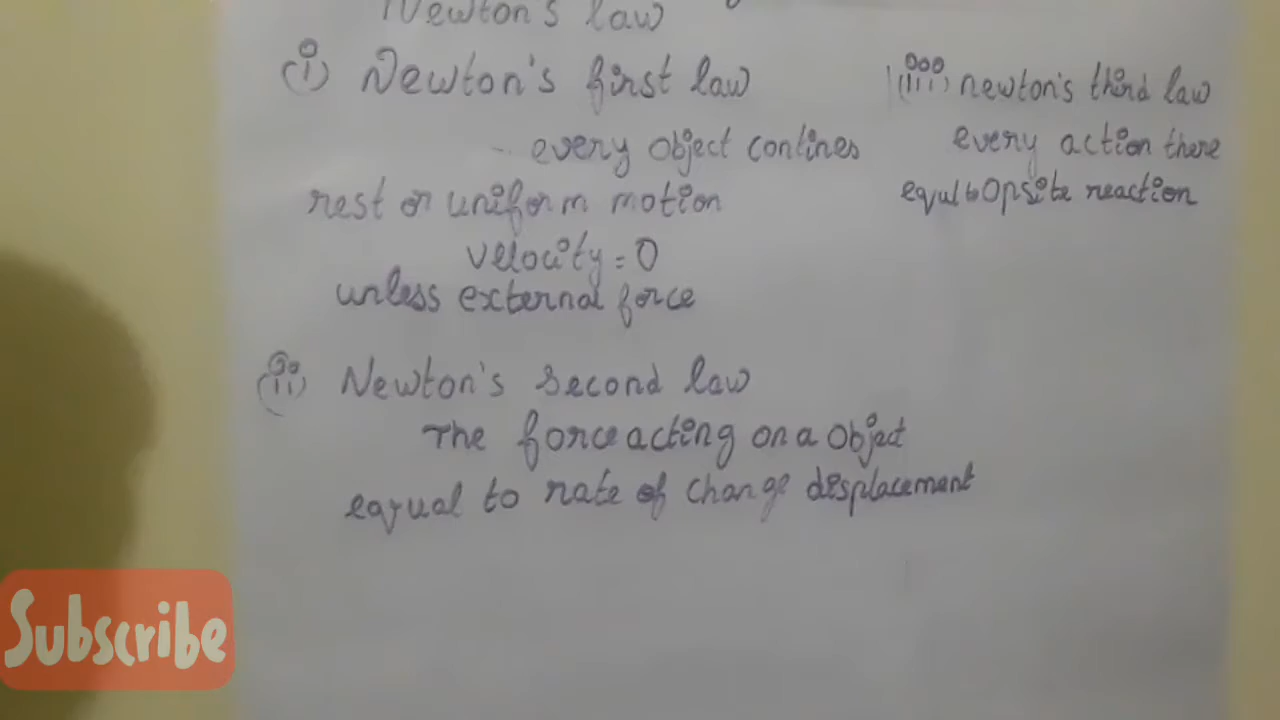 Newton's law
(i) Newton's first law
every object contines
rest or uniform motion
velocity = 0
unless external force
(ii) Newton's second law
The force acting on a object
equal to rate of change displacement
(iii) newton's third law
every action there
equl to opsite reaction
Subscribe